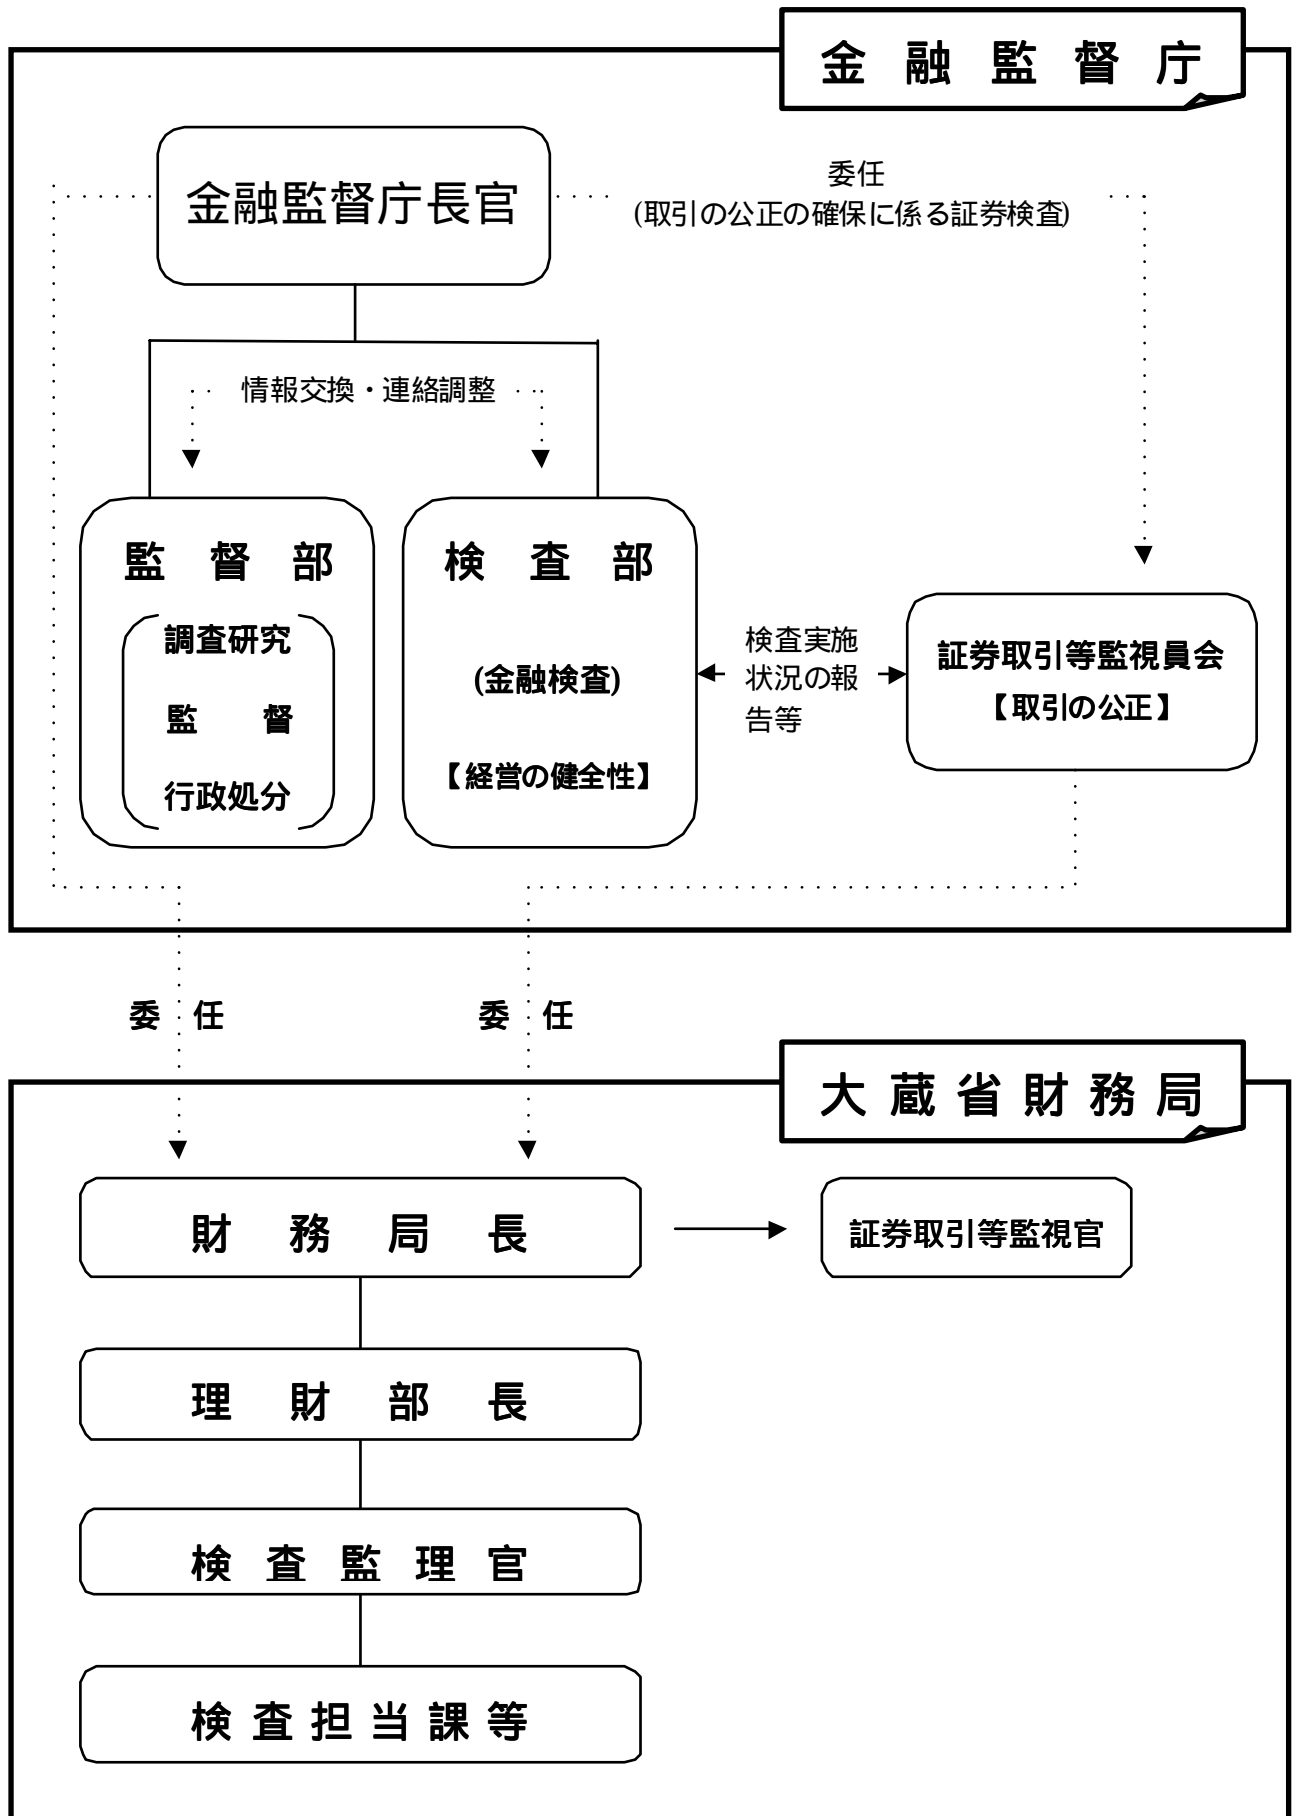 金融監督庁
金融監督庁長官
委任
(取引の公正の確保に係る証券検査)
情報交換・連絡調整
監督部
調査研究
監督
行政処分
検査部
(金融検査)
【経営の健全性】
検査実施
状況の報
告等
証券取引等監視員会
【取引の公正】
委任
委任
大蔵省財務局
財務局長
証券取引等監視官
理財部長
検査監理官
検査担当課等